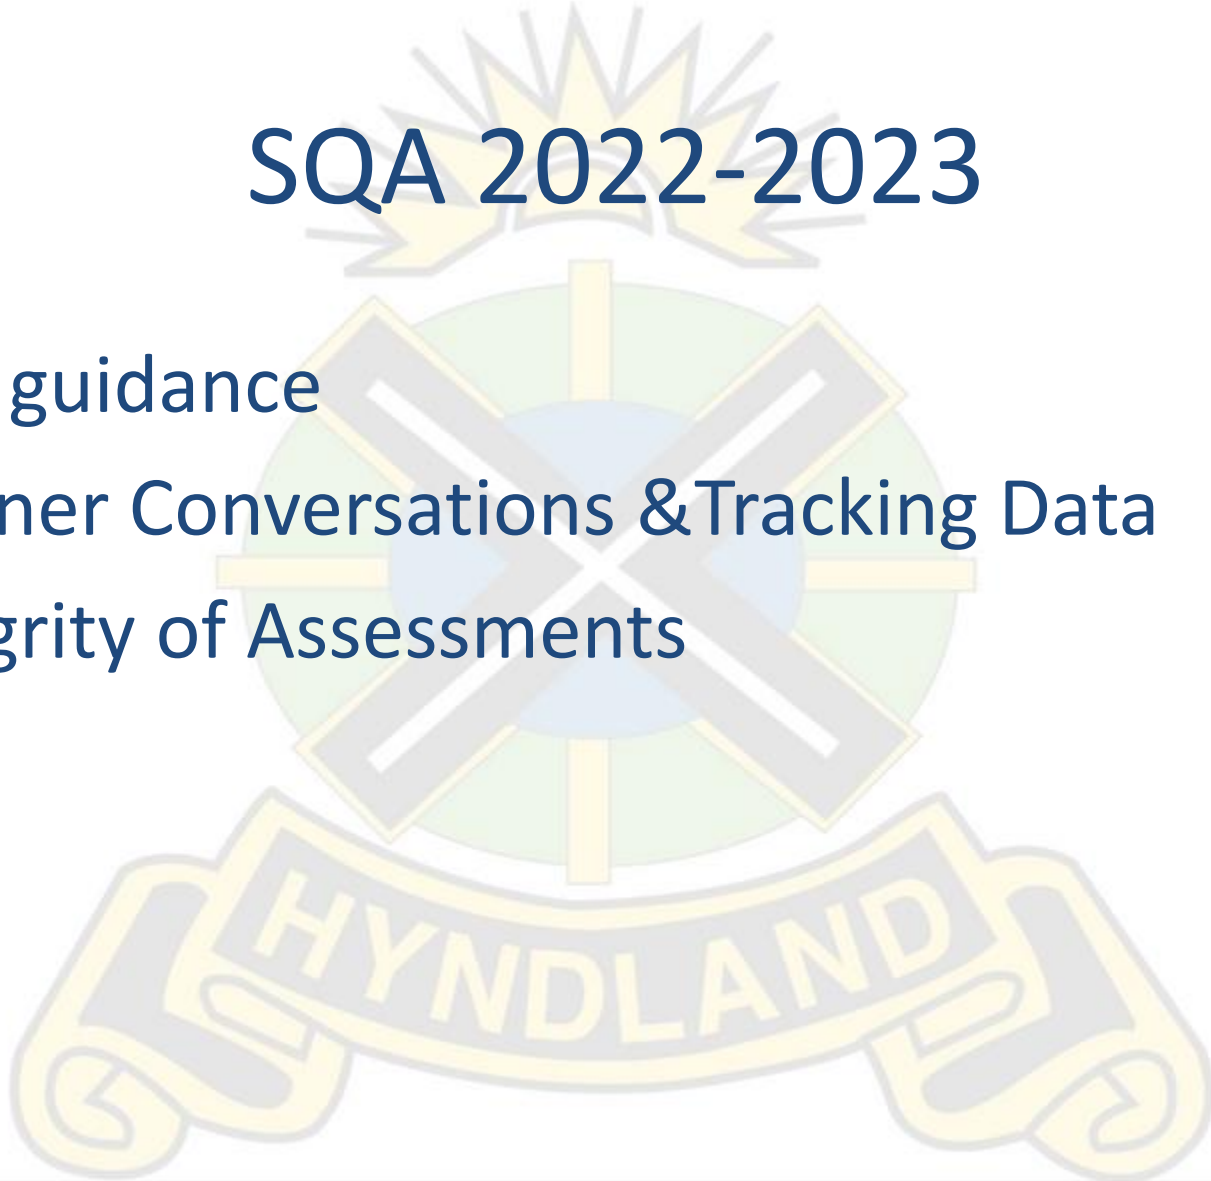 SQA 2022-2023
guidance
ner Conversations &Tracking Data
grity of Assessments
HYNDLAND